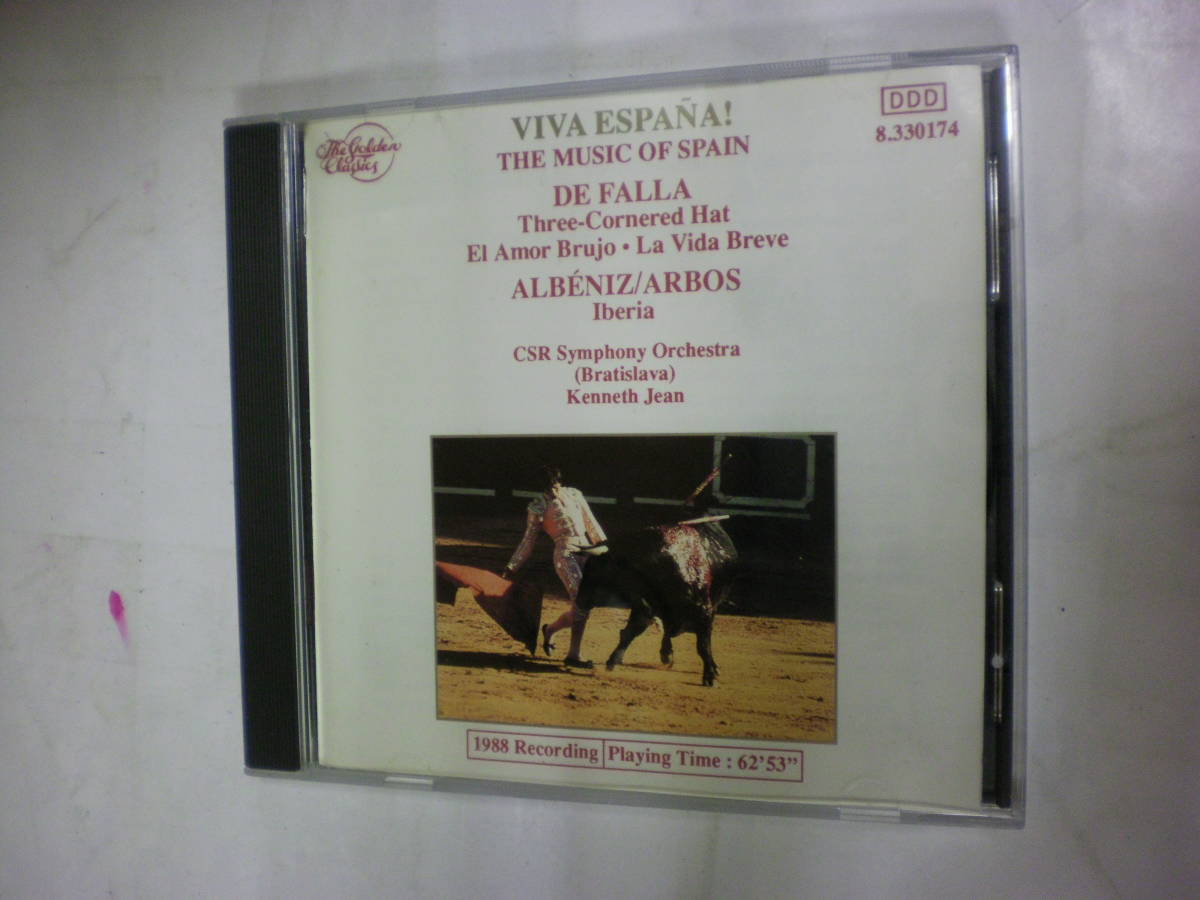 The Golden
Classics
VIVA ESPAÑA!
THE MUSIC OF SPAIN
DDD
8.330174
DE FALLA
Three-Cornered Hat
El Amor Brujo • La Vida Breve
ALBÉNIZ/ARBOS
Iberia
CSR Symphony Orchestra
(Bratislava)
Kenneth Jean
1988 Recording Playing Time : 62'53"